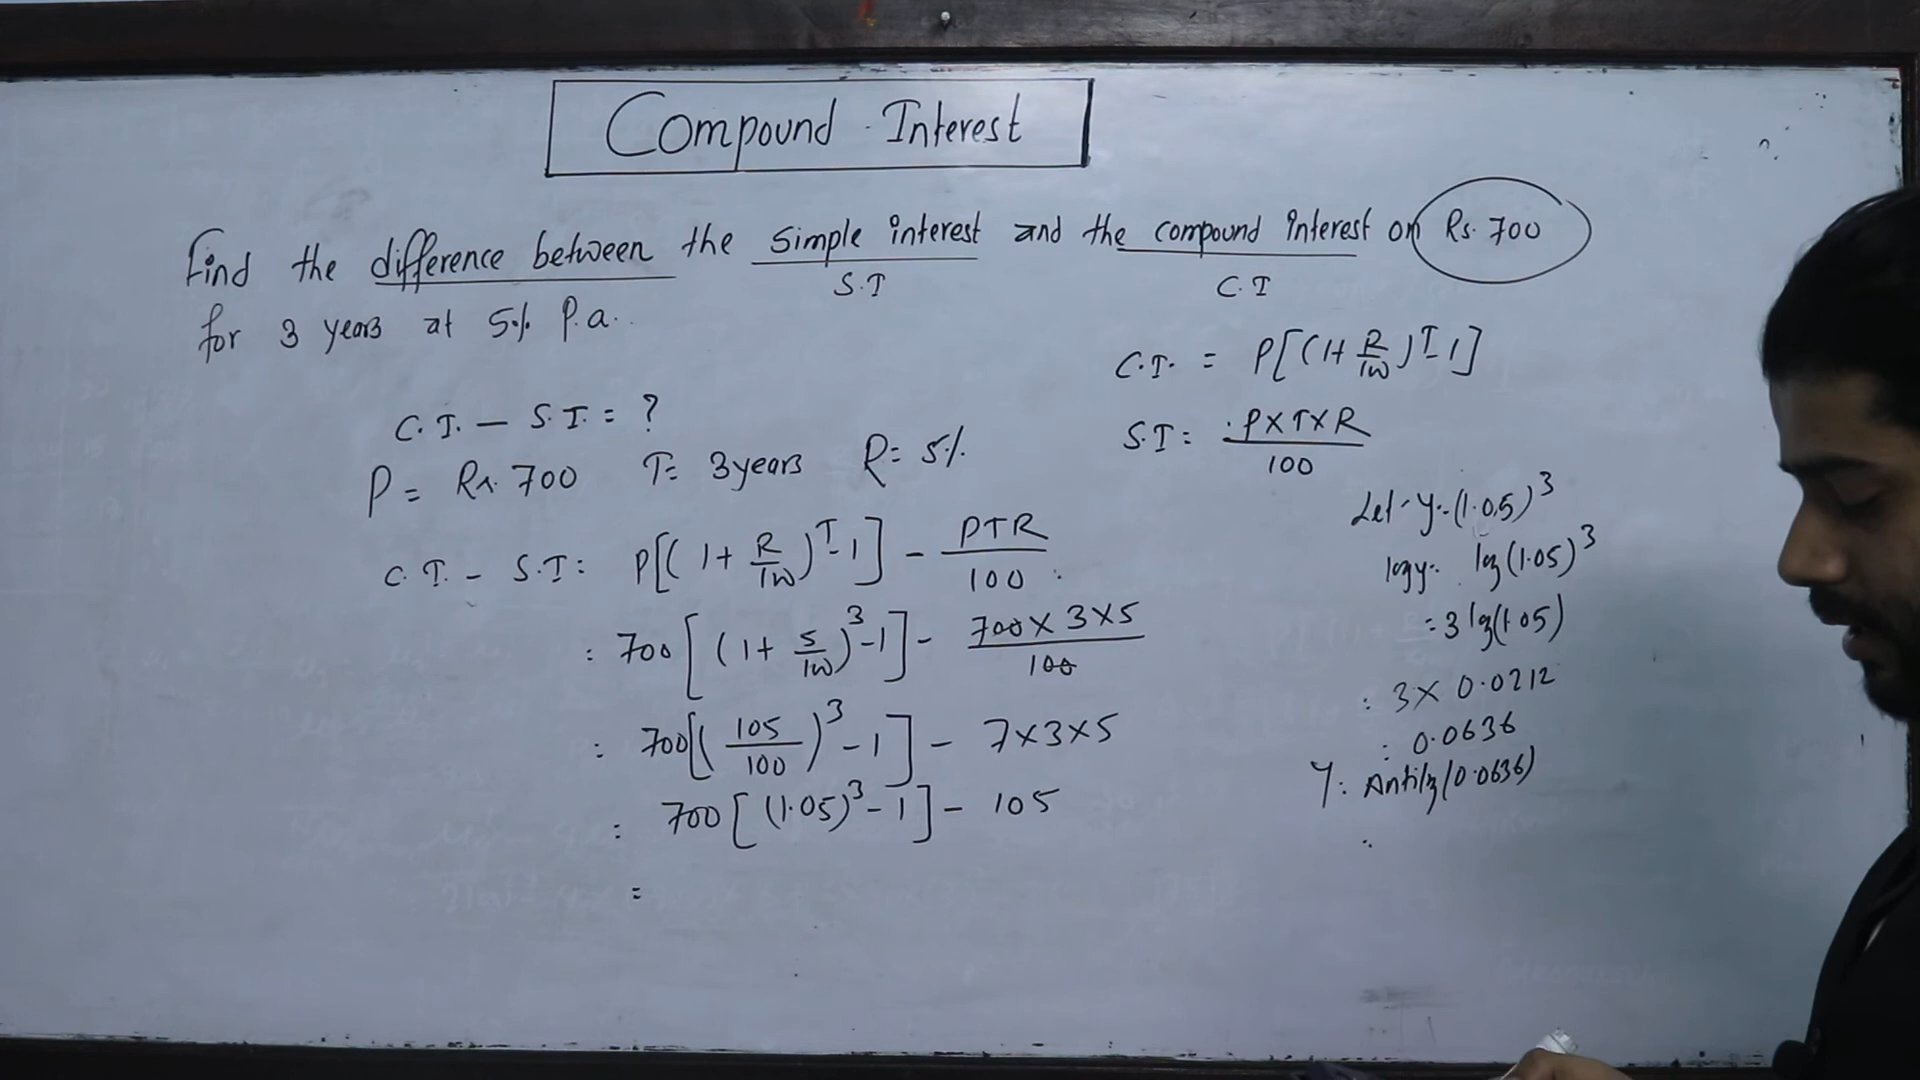 Compound Interest
Find the difference between the simple interest and the compound interest on Rs. 700
S.I C.I
for 3 years at 5% P.a.
C.I. = P[(1+R/100)^T-1]
C.I. - S.I. = ?
S.I = P×T×R/100
P = Rs. 700 T= 3years R= 5%
Let y=(1.05)^3
C.I. - S.I = P[(1+R/100)^T-1] - PTR/100
log y= log(1.05)^3
= 3 log(1.05)
= 700[(1+5/100)^3-1] - 700×3×5/100
= 3× 0.0212
= 0.0636
= 700[(105/100)^3-1] - 7×3×5
Y= Antilog(0.0636)
= 700[(1.05)^3-1] - 105
=